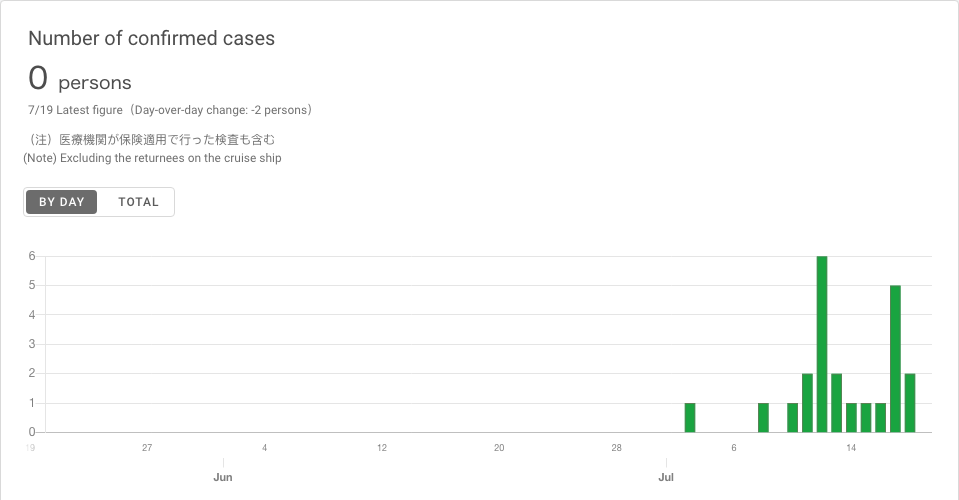 Number of confirmed cases
0 persons
7/19 Latest figure（Day-over-day change: -2 persons）
（注）医療機関が保険適用で行った検査も含む
(Note) Excluding the returnees on the cruise ship
BY DAY TOTAL
6
5
4
3
2
1
0
19 27 4 12 20 28 6 14
Jun Jul